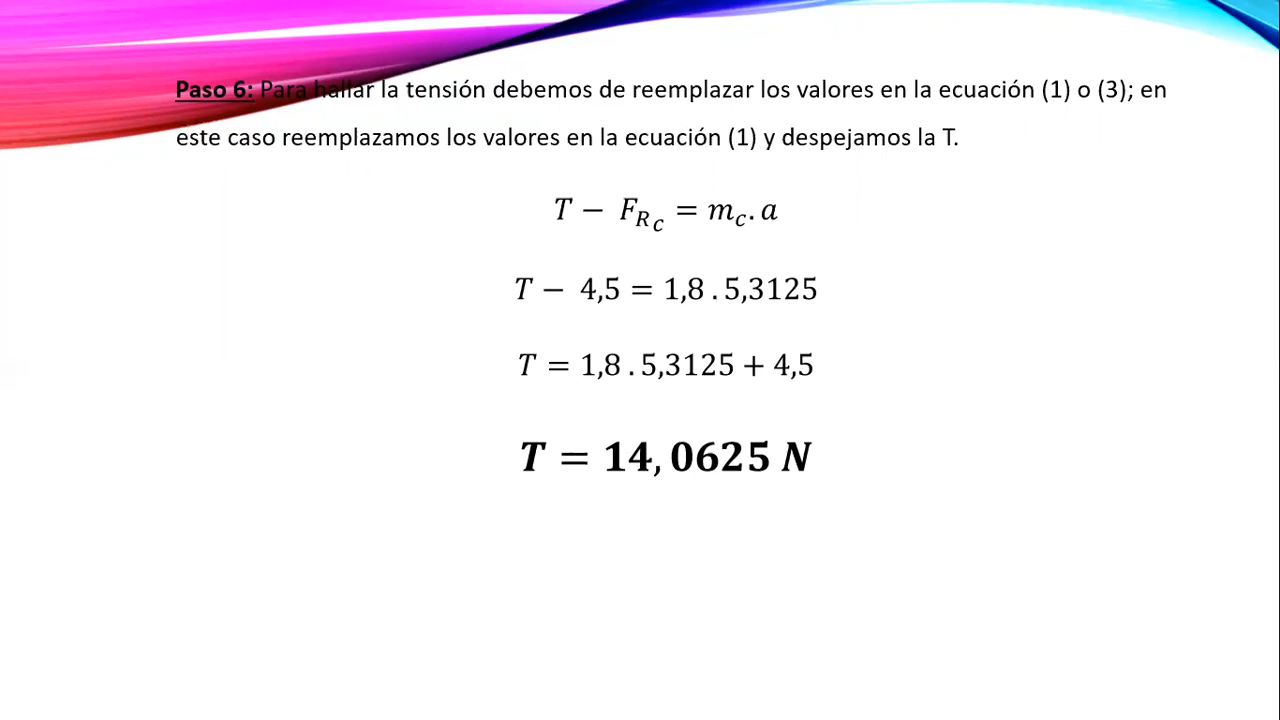 Paso 6: Para hallar la tensión debemos de reemplazar los valores en la ecuación (1) o (3); en
este caso reemplazamos los valores en la ecuación (1) y despejamos la T.
T − F_{R_C} = m_c. a
T − 4,5 = 1,8 . 5,3125
T = 1,8 . 5,3125 + 4,5
T = 14, 0625 N